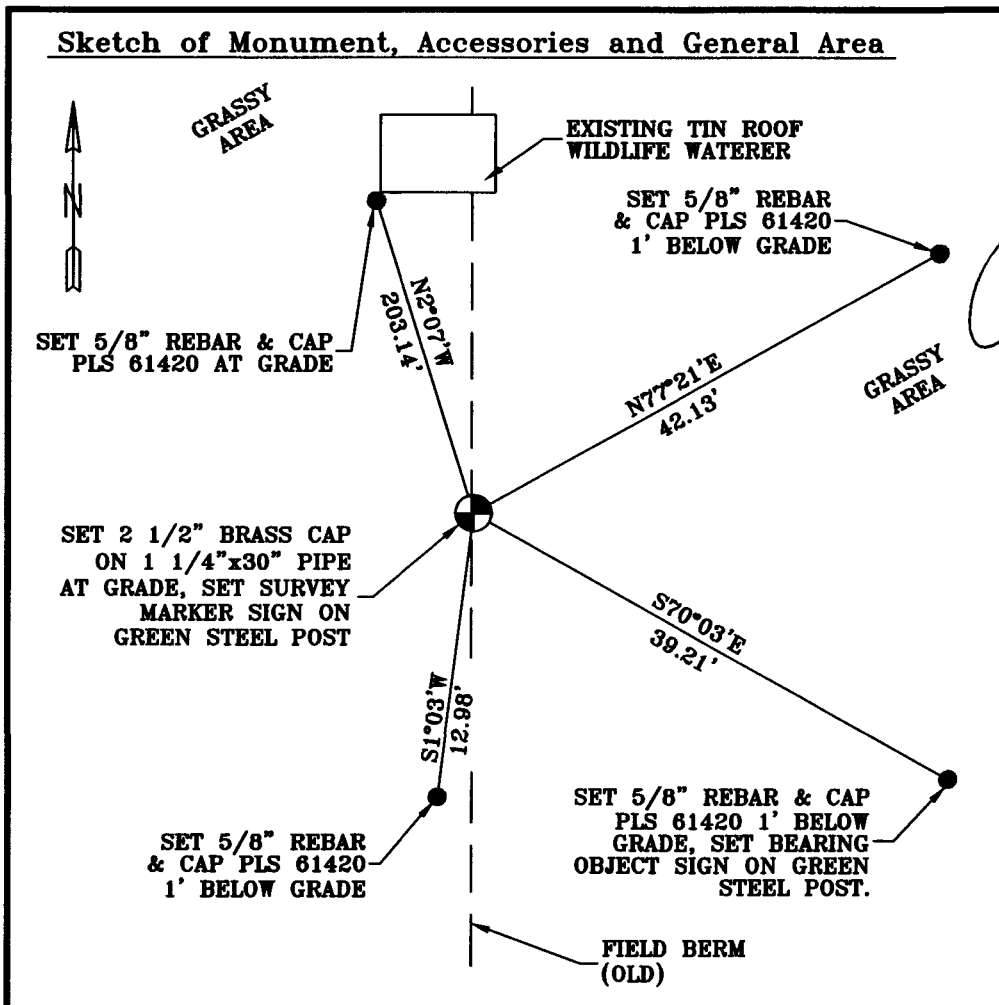 Sketch of Monument, Accessories and General Area
GRASSY
AREA
N
EXISTING TIN ROOF
WILDLIFE WATERER
SET 5/8" REBAR
& CAP PLS 61420
1' BELOW GRADE
SET 5/8" REBAR & CAP
PLS 61420 AT GRADE
N2°07'W
203.14'
N77°21'E
42.13'
GRASSY
AREA
SET 2 1/2" BRASS CAP
ON 1 1/4"x30" PIPE
AT GRADE, SET SURVEY
MARKER SIGN ON
GREEN STEEL POST
S70°03'E
39.21'
S1°03'W
12.98'
SET 5/8" REBAR
& CAP PLS 61420
1' BELOW GRADE
SET 5/8" REBAR & CAP
PLS 61420 1' BELOW
GRADE, SET BEARING
OBJECT SIGN ON GREEN
STEEL POST.
FIELD BERM
(OLD)